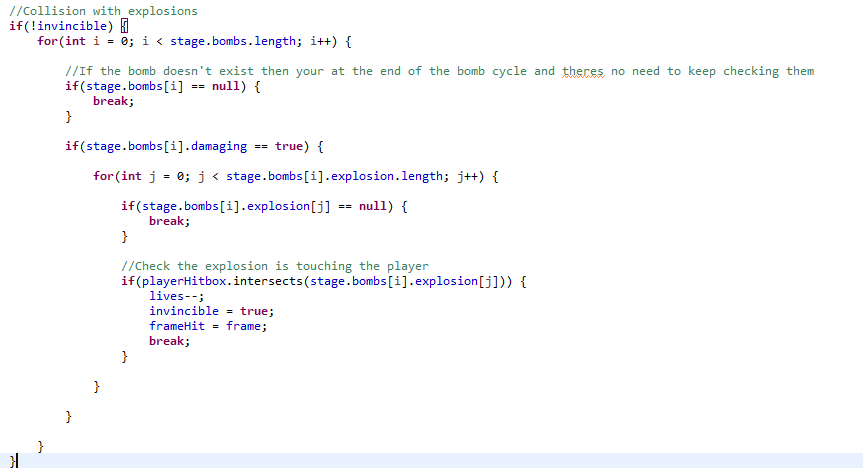 //Collision with explosions
if(!invincible) {
for(int i = 0; i < stage.bombs.length; i++) {
//If the bomb doesn't exist then your at the end of the bomb cycle and theres no need to keep checking them
if(stage.bombs[i] == null) {
break;
}
if(stage.bombs[i].damaging == true) {
for(int j = 0; j < stage.bombs[i].explosion.length; j++) {
if(stage.bombs[i].explosion[j] == null) {
break;
}
//Check the explosion is touching the player
if(playerHitbox.intersects(stage.bombs[i].explosion[j])) {
lives--;
invincible = true;
frameHit = frame;
break;
}
}
}
}
}